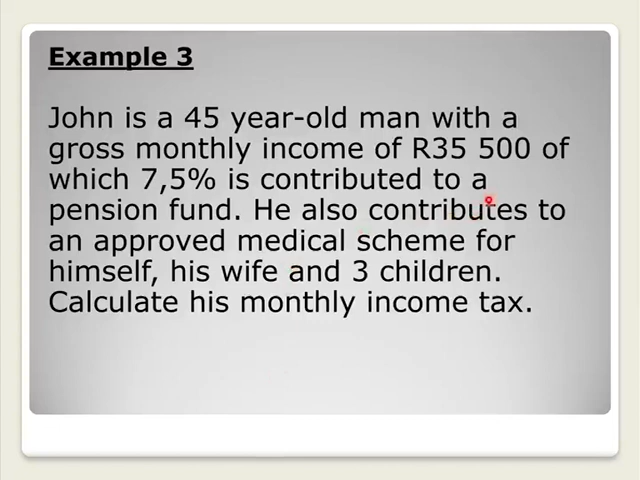 Example 3
John is a 45 year-old man with a
gross monthly income of R35 500 of
which 7,5% is contributed to a
pension fund. He also contributes to
an approved medical scheme for
himself, his wife and 3 children.
Calculate his monthly income tax.